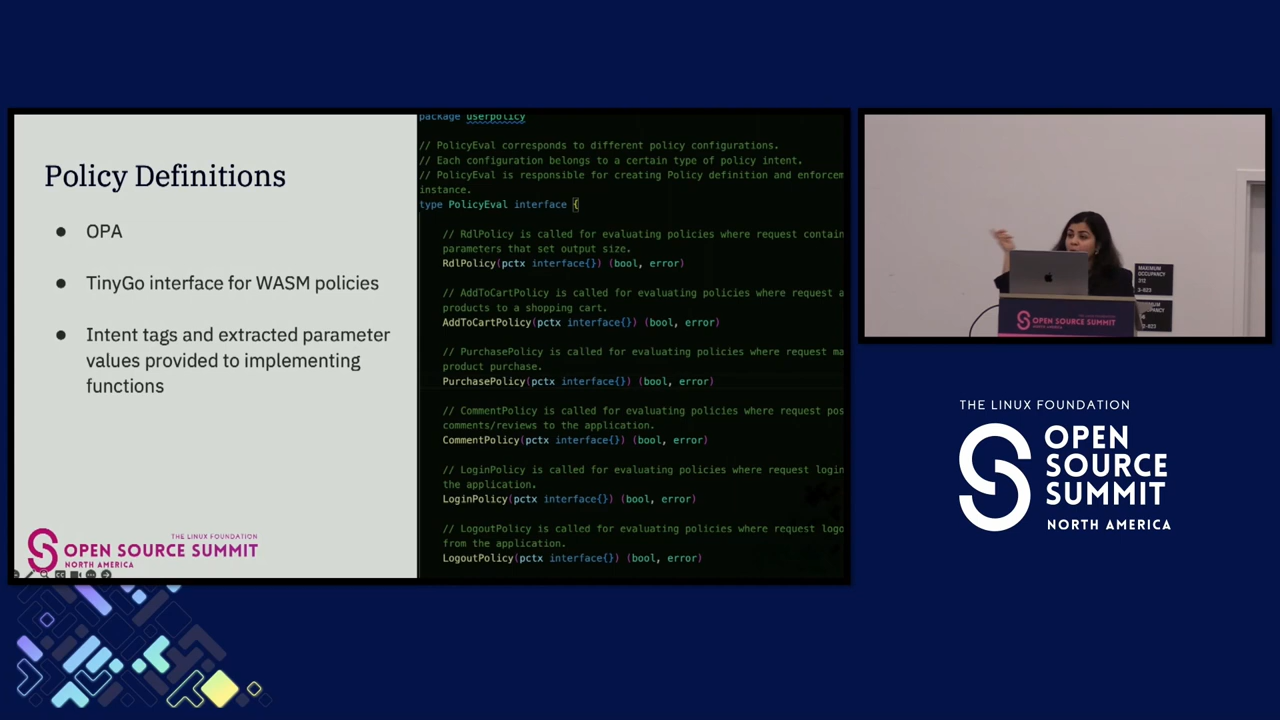 Policy Definitions
● OPA
● TinyGo interface for WASM policies
● Intent tags and extracted parameter
values provided to implementing
functions
THE LINUX FOUNDATION
OPEN SOURCE SUMMIT
NORTH AMERICA
package userpolicy
// PolicyEval corresponds to different policy configurations.
// Each configuration belongs to a certain type of policy intent.
// PolicyEval is responsible for creating Policy definition and enforcem
instance.
type PolicyEval interface {
// RdlPolicy is called for evaluating policies where request contain
parameters that set output size.
RdlPolicy(pctx interface{}) (bool, error)
// AddToCartPolicy is called for evaluating policies where request a
products to a shopping cart.
AddToCartPolicy(pctx interface{}) (bool, error)
// PurchasePolicy is called for evaluating policies where request ma
product purchase.
PurchasePolicy(pctx interface{}) (bool, error)
// CommentPolicy is called for evaluating policies where request pos
comments/reviews to the application.
CommentPolicy(pctx interface{}) (bool, error)
// LoginPolicy is called for evaluating policies where request login
the application.
LoginPolicy(pctx interface{}) (bool, error)
// LogoutPolicy is called for evaluating policies where request logo
from the application.
LogoutPolicy(pctx interface{}) (bool, error)
MAXIMUM
OCCUPANCY
312
3-023
OPEN SOURCE SUMMIT
NORTH AMERICA
THE LINUX FOUNDATION
OPEN
SOURCE
SUMMIT
NORTH AMERICA